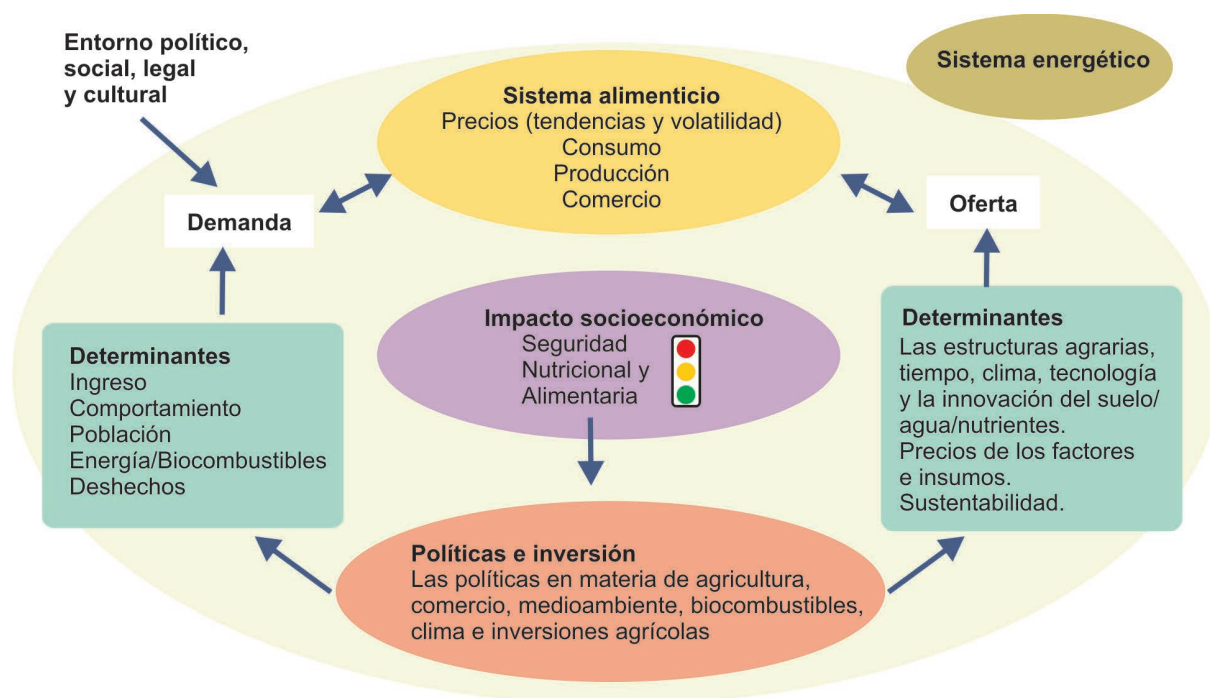 Entorno político,
social, legal
y cultural
Sistema alimenticio
Precios (tendencias y volatilidad)
Consumo
Producción
Comercio
Sistema energético
Demanda
Oferta
Impacto socioeconómico
Seguridad
Nutricional y
Alimentaria
Determinantes
Ingreso
Comportamiento
Población
Energía/Biocombustibles
Deshechos
Determinantes
Las estructuras agrarias,
tiempo, clima, tecnología
y la innovación del suelo/
agua/nutrientes.
Precios de los factores
e insumos.
Sustentabilidad.
Políticas e inversión
Las políticas en materia de agricultura,
comercio, medioambiente, biocombustibles,
clima e inversiones agrícolas